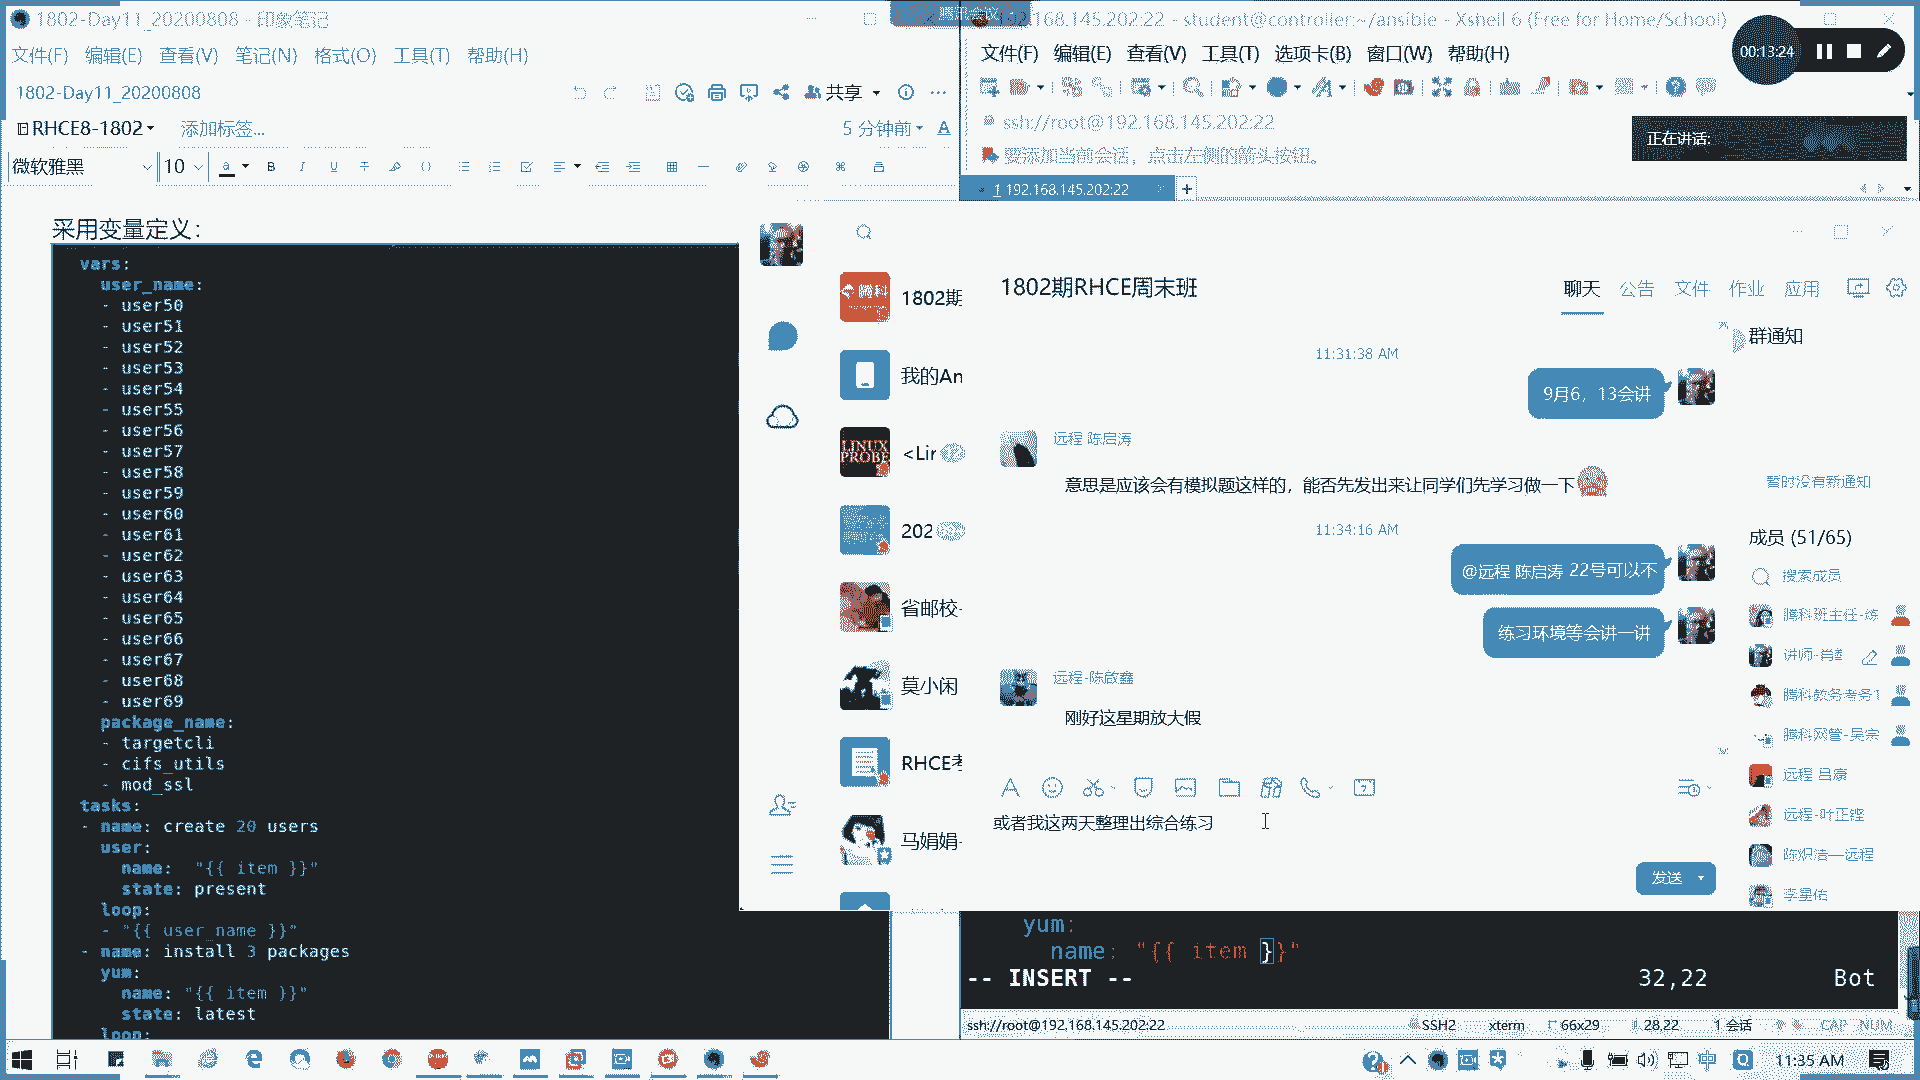 1802-Day11_20200808 - 印象笔记
文件(F) 编辑(E) 查看(V) 笔记(N) 格式(O) 工具(T) 帮助(H)
1802-Day11_20200808
共享
RHCE8-1802
添加标签...
5 分钟前
微软雅黑
10
采用变量定义:
vars:
user_name:
- user50
- user51
- user52
- user53
- user54
- user55
- user56
- user57
- user58
- user59
- user60
- user61
- user62
- user63
- user64
- user65
- user66
- user67
- user68
- user69
package_name:
- targetcli
- cifs_utils
- mod_ssl
tasks:
- name: create 20 users
user:
name: "{{ item }}"
state: present
loop:
- "{{ user_name }}"
- name: install 3 packages
yum:
name: "{{ item }}"
state: latest
loop:
腾讯会议
192.168.145.202:22 - student@controller:~/ansible - Xshell 6 (Free for Home/School)
文件(F) 编辑(E) 查看(V) 工具(T) 选项卡(B) 窗口(W) 帮助(H)
00:13:24
ssh://root@192.168.145.202:22
要添加当前会话，点击左侧的箭头按钮。
正在讲话:
1 192.168.145.202:22
1802期
我的An
LINUX PROBE
<Lin
202
省邮校-
莫小闲
RHCE考
马娟娟-
1802期RHCE周末班
聊天 公告 文件 作业 应用
11:31:38 AM
9月6，13会讲
远程 陈启涛
意思是应该会有模拟题这样的，能否先发出来让同学们先学习做一下
11:34:16 AM
@远程 陈启涛 22号可以不
练习环境等会讲一讲
远程-陈啟鑫
刚好这星期放大假
或者我这两天整理出综合练习
发送
群通知
暂时没有新通知
成员 (51/65)
搜索成员
腾科班主任-练
讲师-肖
腾科教务考务1
腾科网管-吴宗
远程 吕
远程-叶正铿
陈炽浩—远程
李星佑
yum:
name: "{{ item }}"
-- INSERT --
32,22
Bot
ssh://root@192.168.145.202:22
SSH2
xterm
66x29
28,22
1 会话
CAP NUM
中
11:35 AM